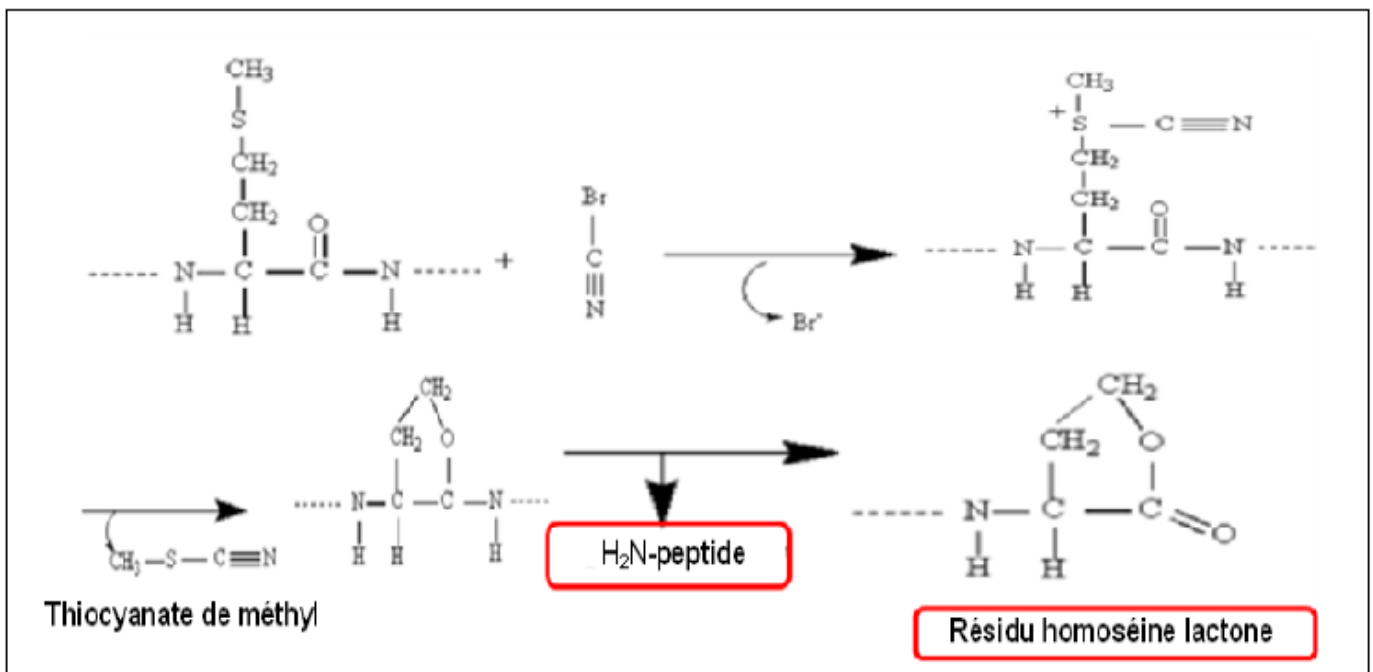 CH₃
S
CH₂
CH₂
O
N C C N
H H H
+
Br
C
N
Br⁻
CH₃
+
S C N
CH₂
CH₂
O
N C C N
H H H
CH₃ S C N
Thiocyanate de méthyl
CH₂
CH₂ O
N C C N
H H H
H₂N-peptide
CH₂
CH₂ O
N C C
O
H H
Résidu homoséine lactone